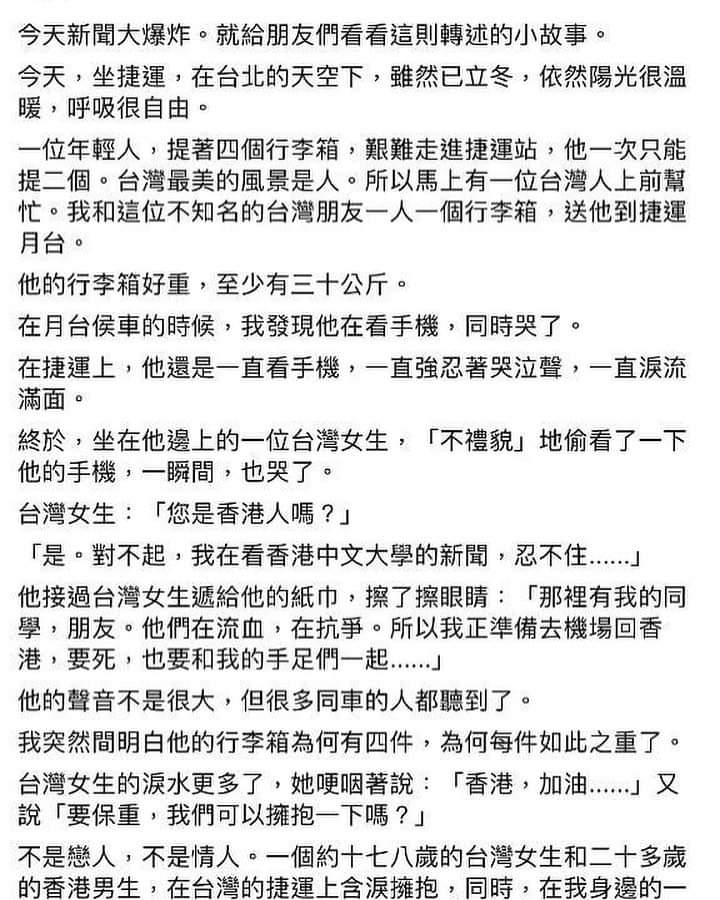 今天新聞大爆炸。就給朋友們看看這則轉述的小故事。
今天，坐捷運，在台北的天空下，雖然已立冬，依然陽光很溫
暖，呼吸很自由。
一位年輕人，提著四個行李箱，艱難走進捷運站，他一次只能
提二個。台灣最美的風景是人。所以馬上有一位台灣人上前幫
忙。我和這位不知名的台灣朋友一人一個行李箱，送他到捷運
月台。
他的行李箱好重，至少有三十公斤。
在月台侯車的時候，我發現他在看手機，同時哭了。
在捷運上，他還是一直看手機，一直強忍著哭泣聲，一直淚流
滿面。
終於，坐在他邊上的一位台灣女生，「不禮貌」地偷看了一下
他的手機，一瞬間，也哭了。
台灣女生：「您是香港人嗎？」
「是。對不起，我在看香港中文大學的新聞，忍不住......」
他接過台灣女生遞給他的紙巾，擦了擦眼睛：「那裡有我的同
學，朋友。他們在流血，在抗爭。所以我正準備去機場回香
港，要死，也要和我的手足們一起......」
他的聲音不是很大，但很多同車的人都聽到了。
我突然間明白他的行李箱為何有四件，為何每件如此之重了。
台灣女生的淚水更多了，她哽咽著說：「香港，加油......」又
說「要保重，我們可以擁抱一下嗎？」
不是戀人，不是情人。一個約十七八歲的台灣女生和二十多歲
的香港男生，在台灣的捷運上含淚擁抱，同時，在我身邊的一